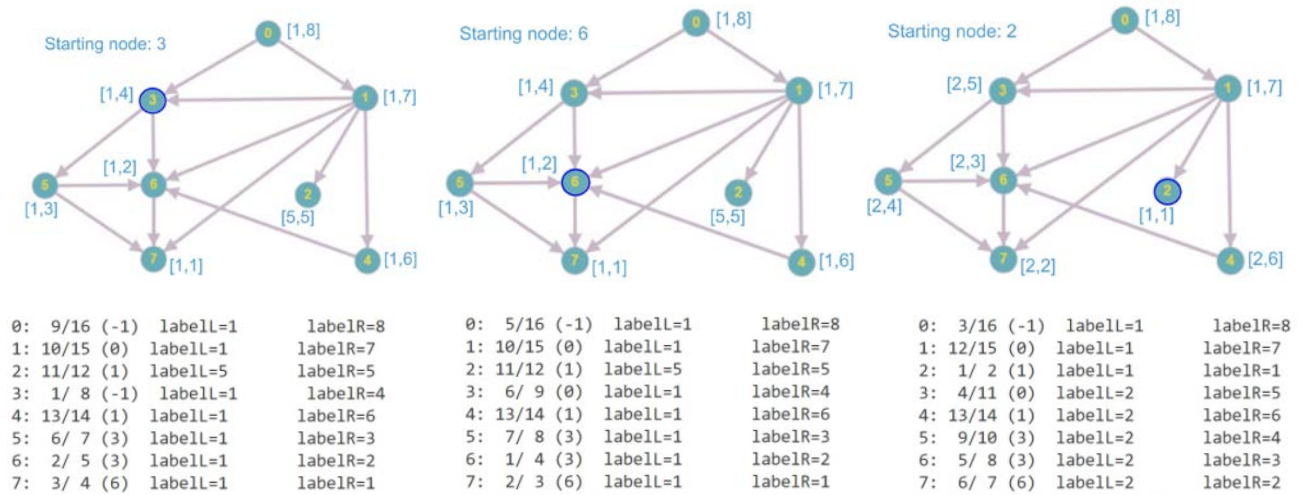 Starting node: 3
0 [1,8]
[1,4] 3
1 [1,7]
[1,2]
5 6 2
[1,3] [5,5]
7 [1,1]
4 [1,6]
0: 9/16 (-1) labelL=1 labelR=8
1: 10/15 (0) labelL=1 labelR=7
2: 11/12 (1) labelL=5 labelR=5
3: 1/ 8 (-1) labelL=1 labelR=4
4: 13/14 (1) labelL=1 labelR=6
5: 6/ 7 (3) labelL=1 labelR=3
6: 2/ 5 (3) labelL=1 labelR=2
7: 3/ 4 (6) labelL=1 labelR=1
Starting node: 6
0 [1,8]
[1,4] 3
1 [1,7]
[1,2]
5 6 2
[1,3] [5,5]
7 [1,1]
4 [1,6]
0: 5/16 (-1) labelL=1 labelR=8
1: 10/15 (0) labelL=1 labelR=7
2: 11/12 (1) labelL=5 labelR=5
3: 6/ 9 (0) labelL=1 labelR=4
4: 13/14 (1) labelL=1 labelR=6
5: 7/ 8 (3) labelL=1 labelR=3
6: 1/ 4 (3) labelL=1 labelR=2
7: 2/ 3 (6) labelL=1 labelR=1
Starting node: 2
0 [1,8]
[2,5] 3
1 [1,7]
[2,3]
5 6 2
[2,4] [1,1]
7 [2,2]
4 [2,6]
0: 3/16 (-1) labelL=1 labelR=8
1: 12/15 (0) labelL=1 labelR=7
2: 1/ 2 (1) labelL=1 labelR=1
3: 4/11 (0) labelL=2 labelR=5
4: 13/14 (1) labelL=2 labelR=6
5: 9/10 (3) labelL=2 labelR=4
6: 5/ 8 (3) labelL=2 labelR=3
7: 6/ 7 (6) labelL=2 labelR=2